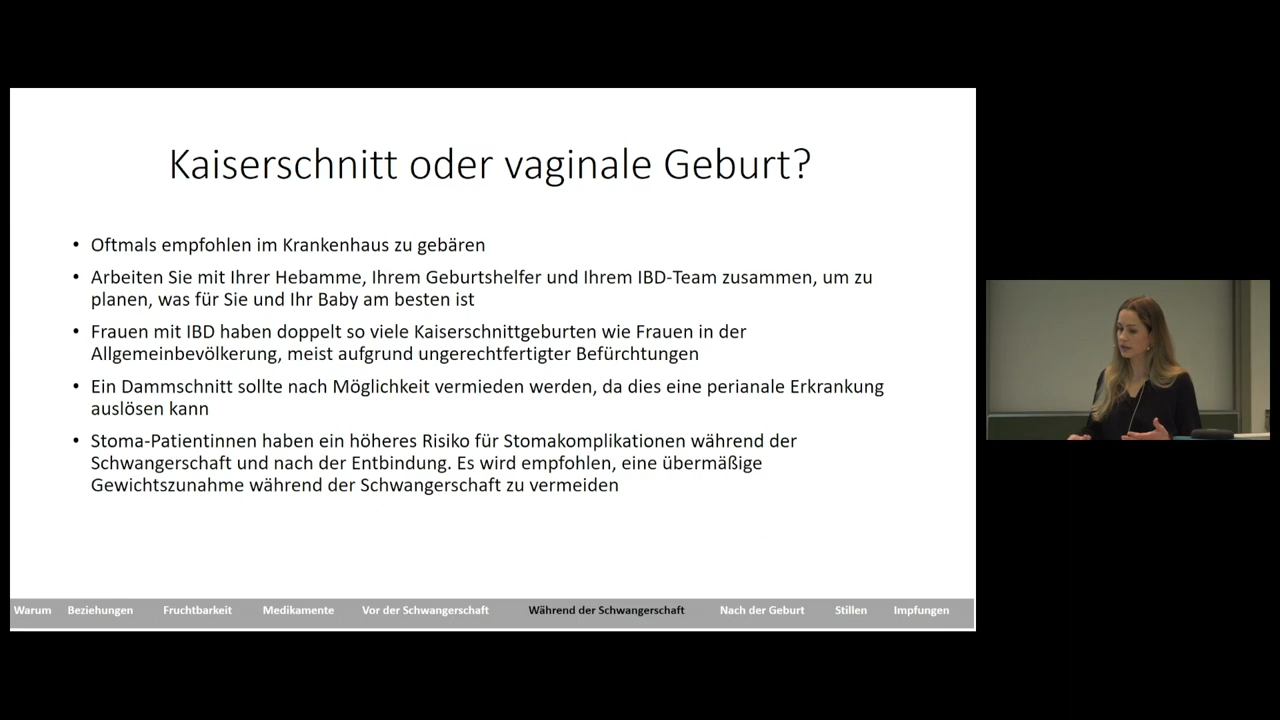 Kaiserschnitt oder vaginale Geburt?
• Oftmals empfohlen im Krankenhaus zu gebären
• Arbeiten Sie mit Ihrer Hebamme, Ihrem Geburtshelfer und Ihrem IBD-Team zusammen, um zu
planen, was für Sie und Ihr Baby am besten ist
• Frauen mit IBD haben doppelt so viele Kaiserschnittgeburten wie Frauen in der
Allgemeinbevölkerung, meist aufgrund ungerechtfertigter Befürchtungen
• Ein Dammschnitt sollte nach Möglichkeit vermieden werden, da dies eine perianale Erkrankung
auslösen kann
• Stoma-Patientinnen haben ein höheres Risiko für Stomakomplikationen während der
Schwangerschaft und nach der Entbindung. Es wird empfohlen, eine übermäßige
Gewichtszunahme während der Schwangerschaft zu vermeiden
Warum Beziehungen Fruchtbarkeit Medikamente Vor der Schwangerschaft Während der Schwangerschaft Nach der Geburt Stillen Impfungen